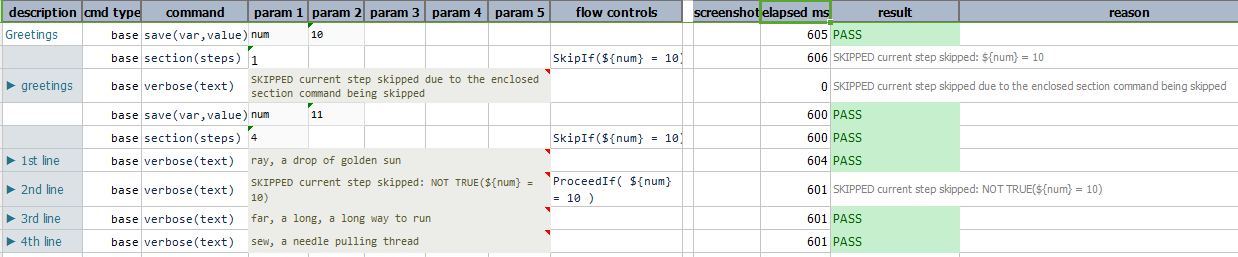 description cmd type command param 1 param 2 param 3 param 4 param 5 flow controls screenshot elapsed ms result reason
Greetings base save(var,value) num 10 605 PASS
base section(steps) 1 SkipIf(${num} = 10) 606 SKIPPED current step skipped: ${num} = 10
► greetings base verbose(text) SKIPPED current step skipped due to the enclosed 0 SKIPPED current step skipped due to the enclosed section command being skipped
section command being skipped
base save(var,value) num 11 600 PASS
base section(steps) 4 SkipIf(${num} = 10) 600 PASS
► 1st line base verbose(text) ray, a drop of golden sun 604 PASS
► 2nd line base verbose(text) SKIPPED current step skipped: NOT TRUE(${num} = ProceedIf( ${num} 601 SKIPPED current step skipped: NOT TRUE(${num} = 10)
10) = 10 )
► 3rd line base verbose(text) far, a long, a long way to run 601 PASS
► 4th line base verbose(text) sew, a needle pulling thread 601 PASS